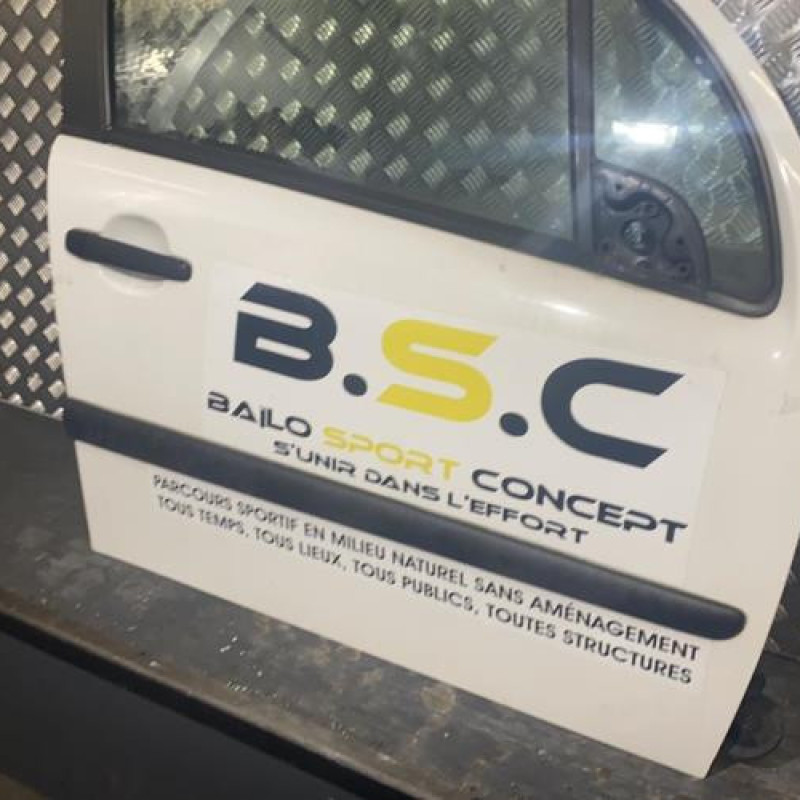 B.S.C
BAILO SPORT CONCEPT
S'UNIR DANS L'EFFORT
PARCOURS SPORTIF EN MILIEU NATUREL SANS AMÉNAGEMENT
TOUS TEMPS, TOUS LIEUX, TOUS PUBLICS, TOUTES STRUCTURES